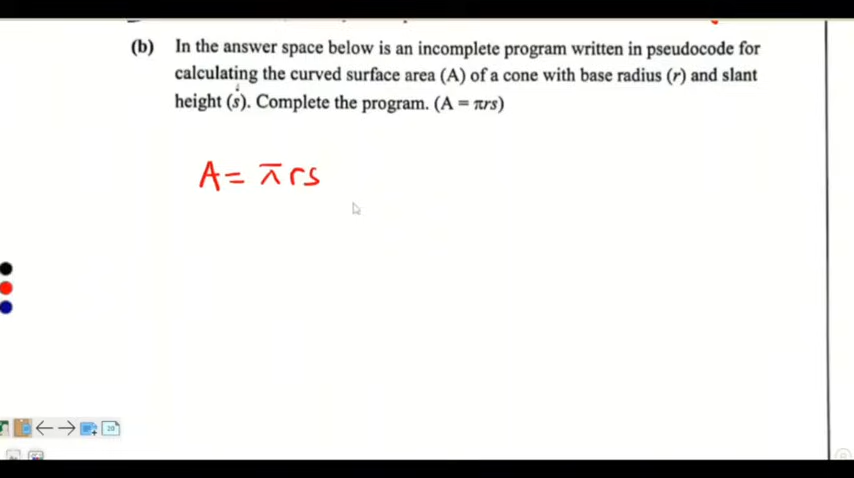 (b) In the answer space below is an incomplete program written in pseudocode for
calculating the curved surface area (A) of a cone with base radius (r) and slant
height (s). Complete the program. (A = πrs)
A = π rs